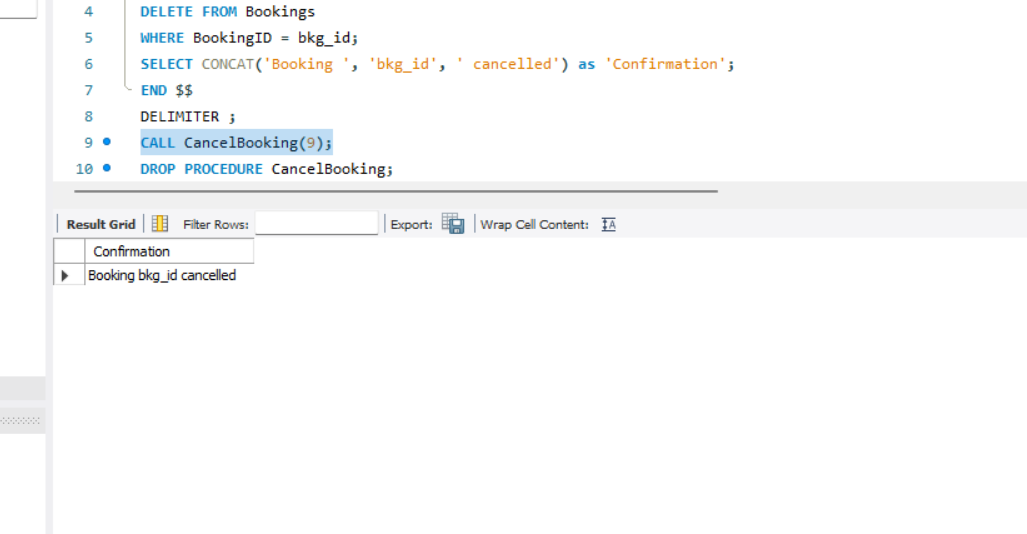 4 DELETE FROM Bookings
5 WHERE BookingID = bkg_id;
6 SELECT CONCAT('Booking ', 'bkg_id', ' cancelled') as 'Confirmation';
7 END $$
8 DELIMITER ;
9 CALL CancelBooking(9);
10 DROP PROCEDURE CancelBooking;
Result Grid Filter Rows: Export: Wrap Cell Content: IA
Confirmation
Booking bkg_id cancelled